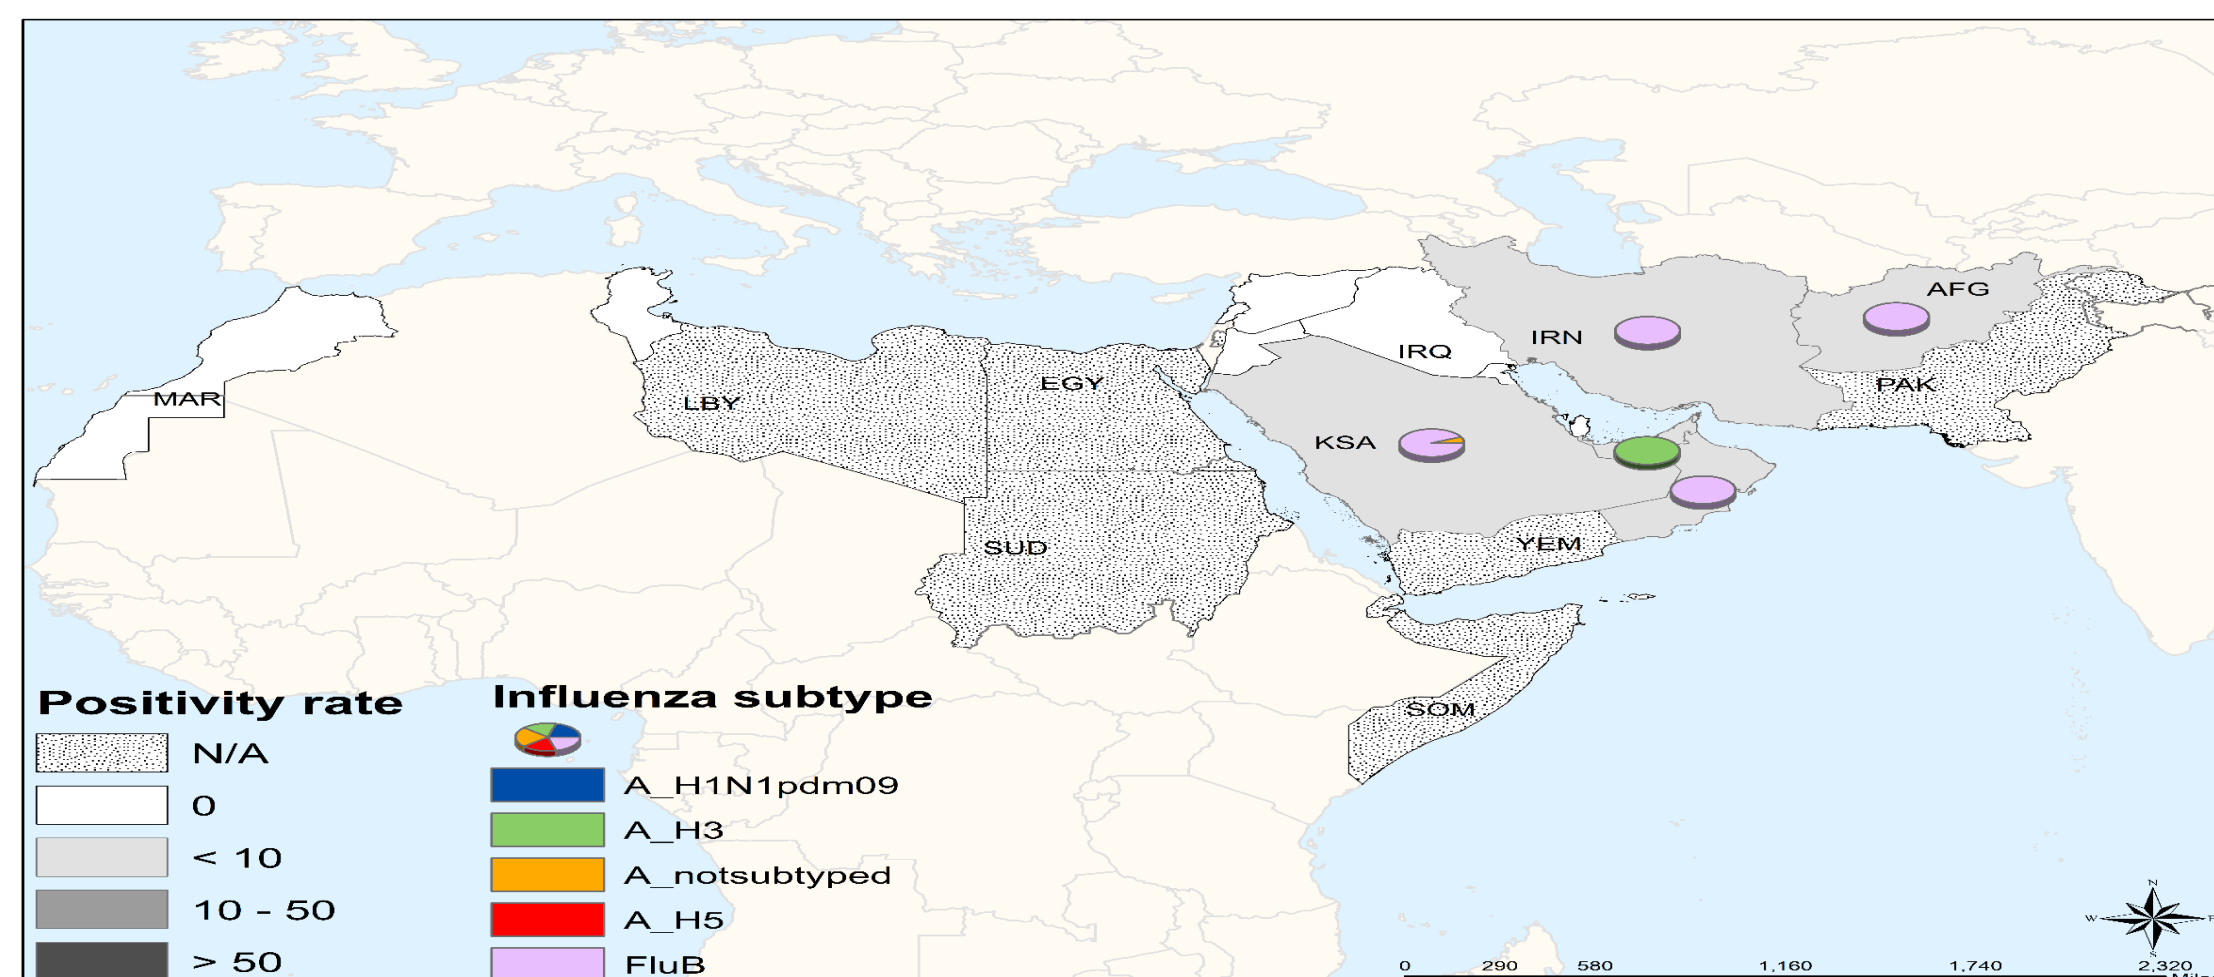 AFG
IRN
IRQ
PAK
EGY
MAR
LBY
KSA
SUD
YEM
SOM
Positivity rate
N/A
0
< 10
10 - 50
> 50
Influenza subtype
A_H1N1pdm09
A_H3
A_notsubtyped
A_H5
FluB
N
W
S
0 290 580 1,160 1,740 2,320